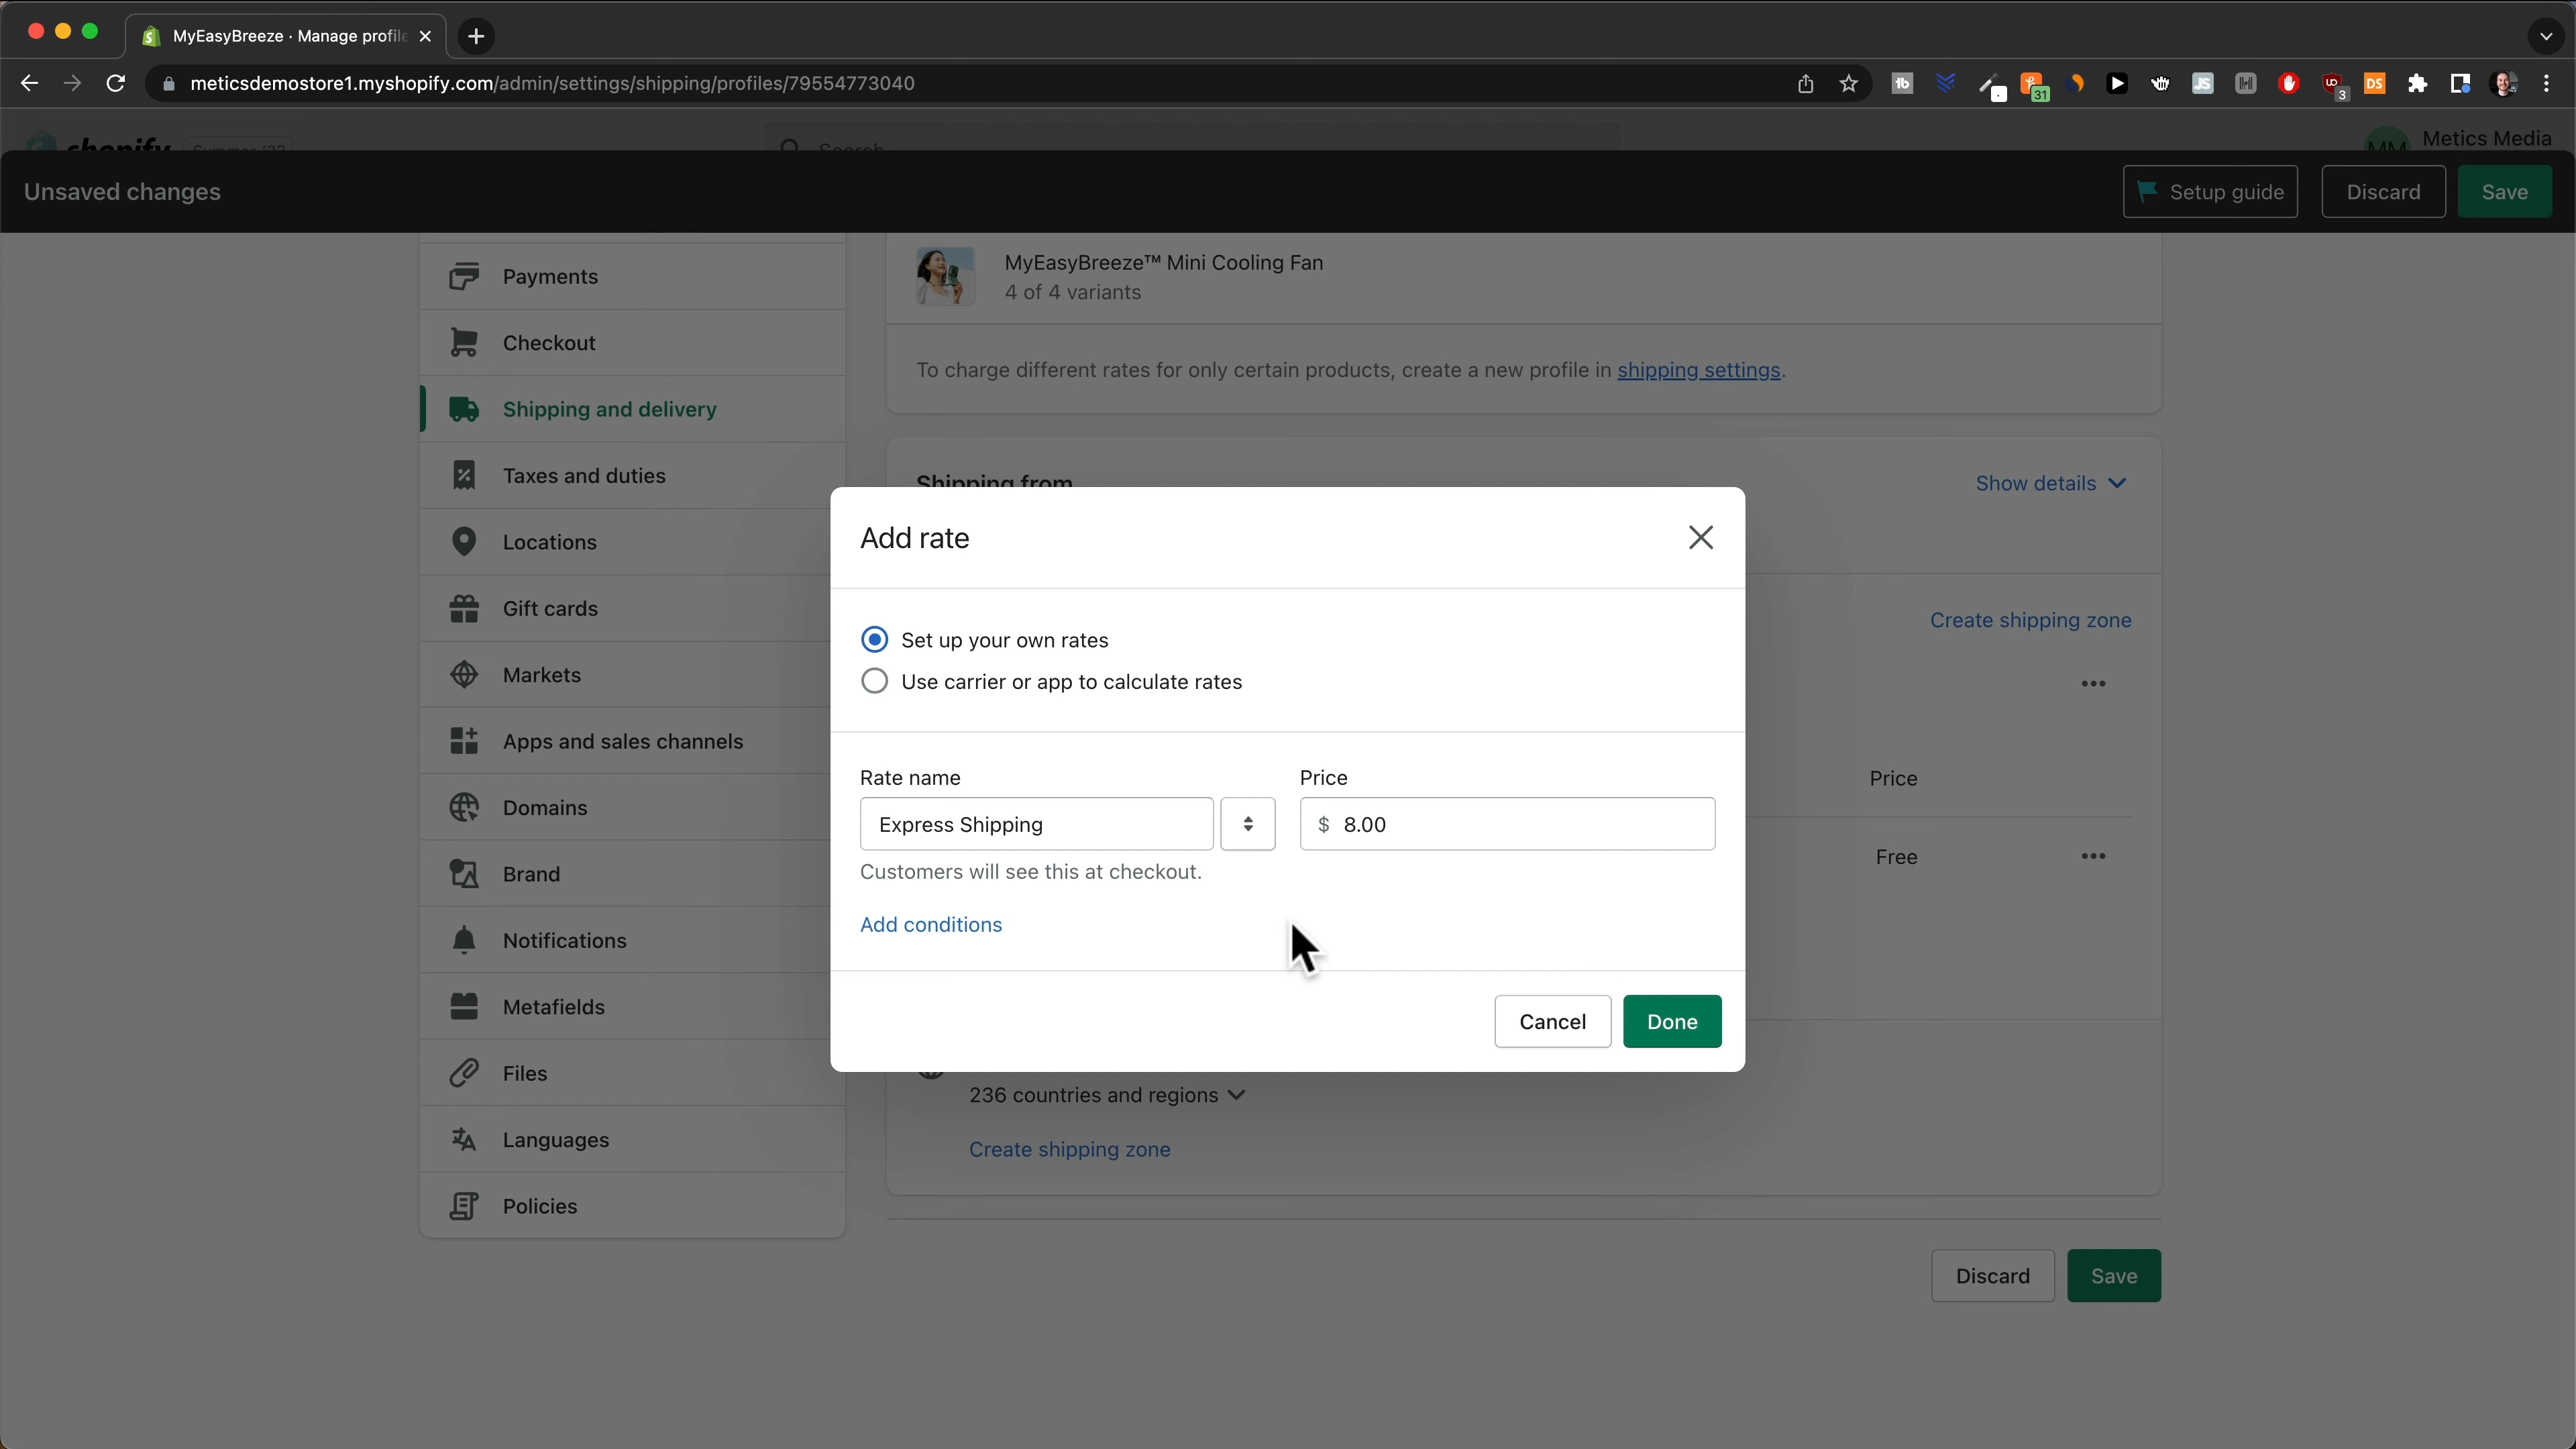 MyEasyBreeze · Manage profile
meticsdemostore1.myshopify.com/admin/settings/shipping/profiles/79554773040
31
3
shopify
Search
Metics Media
Unsaved changes
Setup guide
Discard
Save
Payments
Checkout
Shipping and delivery
Taxes and duties
Locations
Gift cards
Markets
Apps and sales channels
Domains
Brand
Notifications
Metafields
Files
Languages
Policies
MyEasyBreeze™ Mini Cooling Fan
4 of 4 variants
To charge different rates for only certain products, create a new profile in shipping settings.
Shipping from
Show details
Create shipping zone
Price
Free
Add rate
Set up your own rates
Use carrier or app to calculate rates
Rate name
Price
Express Shipping
$ 8.00
Customers will see this at checkout.
Add conditions
Cancel
Done
236 countries and regions
Create shipping zone
Discard
Save